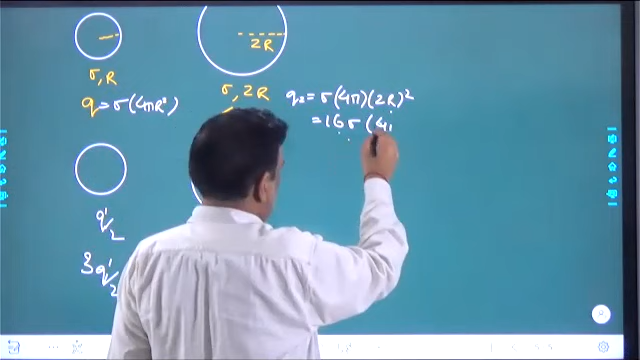 2R
σ, R
σ, 2R
q = σ(4πR²)
q₂ = σ(4π)(2R)²
= 16σ(4
q'/2
3q'/2